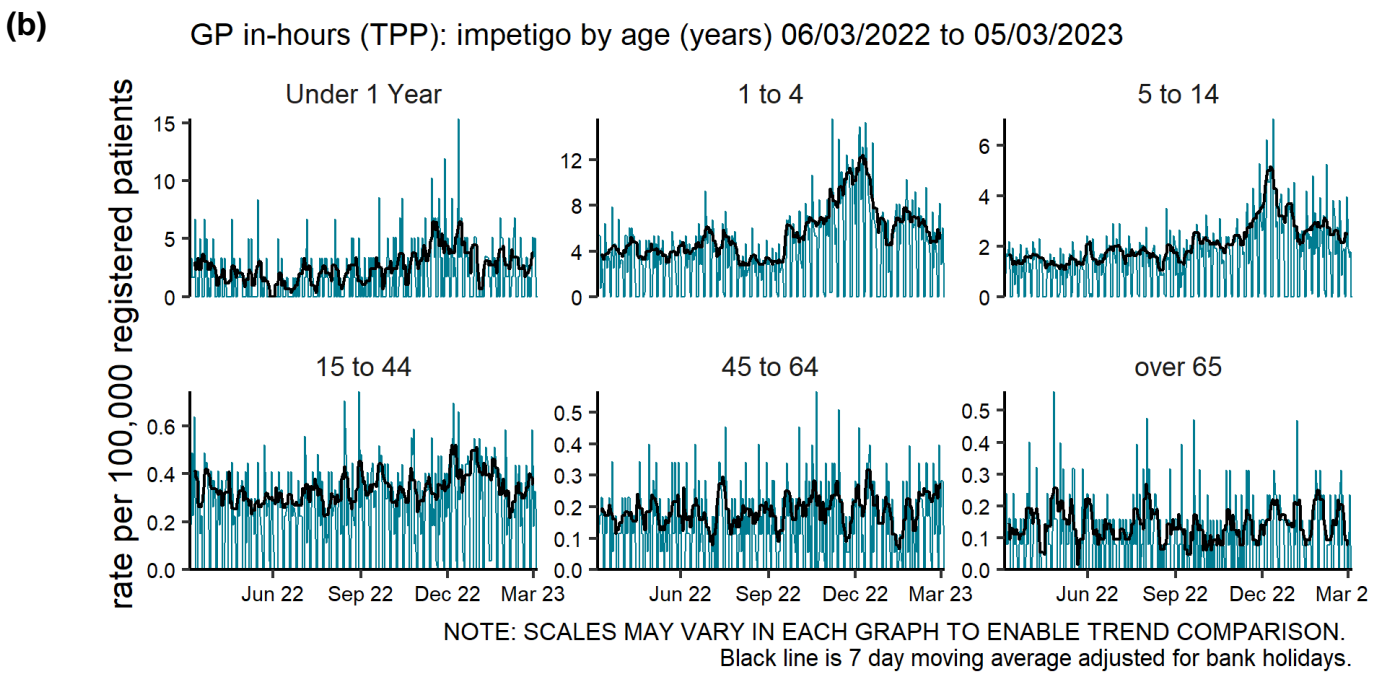 (b)
GP in-hours (TPP): impetigo by age (years) 06/03/2022 to 05/03/2023
rate per 100,000 registered patients
Under 1 Year
15
10
5
0
1 to 4
12
8
4
0
5 to 14
6
4
2
0
15 to 44
0.6
0.4
0.2
0.0
Jun 22 Sep 22 Dec 22 Mar 23
45 to 64
0.5
0.4
0.3
0.2
0.1
0.0
Jun 22 Sep 22 Dec 22 Mar 23
over 65
0.5
0.4
0.3
0.2
0.1
0.0
Jun 22 Sep 22 Dec 22 Mar 2
NOTE: SCALES MAY VARY IN EACH GRAPH TO ENABLE TREND COMPARISON.
Black line is 7 day moving average adjusted for bank holidays.